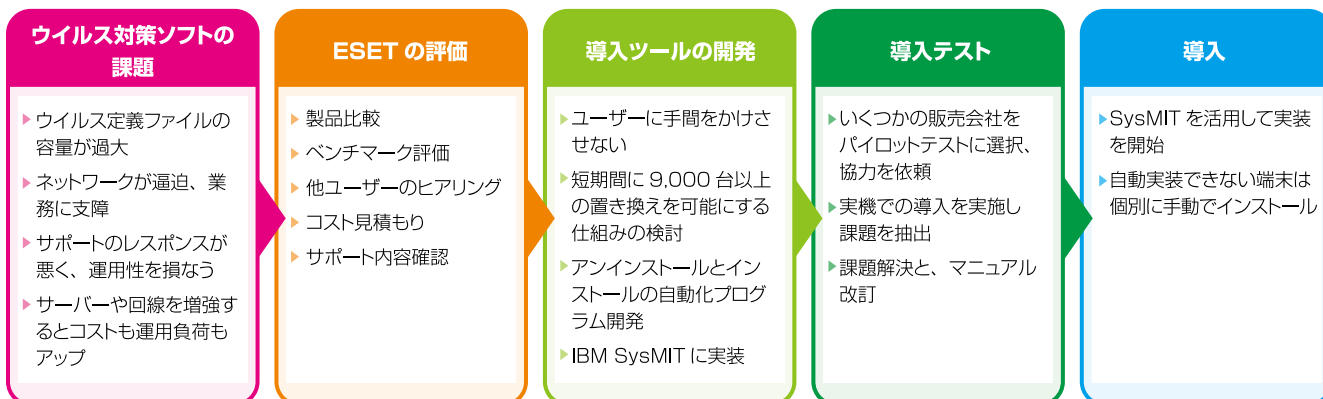 ウイルス対策ソフトの
課題
▶ウイルス定義ファイルの
容量が過大
▶ネットワークが逼迫、業
務に支障
▶サポートのレスポンスが
悪く、運用性を損なう
▶サーバーや回線を増強す
るとコストも運用負荷も
アップ
ESET の評価
▶製品比較
▶ベンチマーク評価
▶他ユーザーのヒアリング
▶コスト見積もり
▶サポート内容確認
導入ツールの開発
▶ユーザーに手間をかけさ
せない
▶短期間に 9,000 台以上
の置き換えを可能にする
仕組みの検討
▶アンインストールとイン
ストールの自動化プログ
ラム開発
▶IBM SysMIT に実装
導入テスト
▶いくつかの販売会社を
パイロットテストに選択、
協力を依頼
▶実機での導入を実施し
課題を抽出
▶課題解決と、マニュアル
改訂
導入
▶SysMIT を活用して実装
を開始
▶自動実装できない端末は
個別に手動でインストール